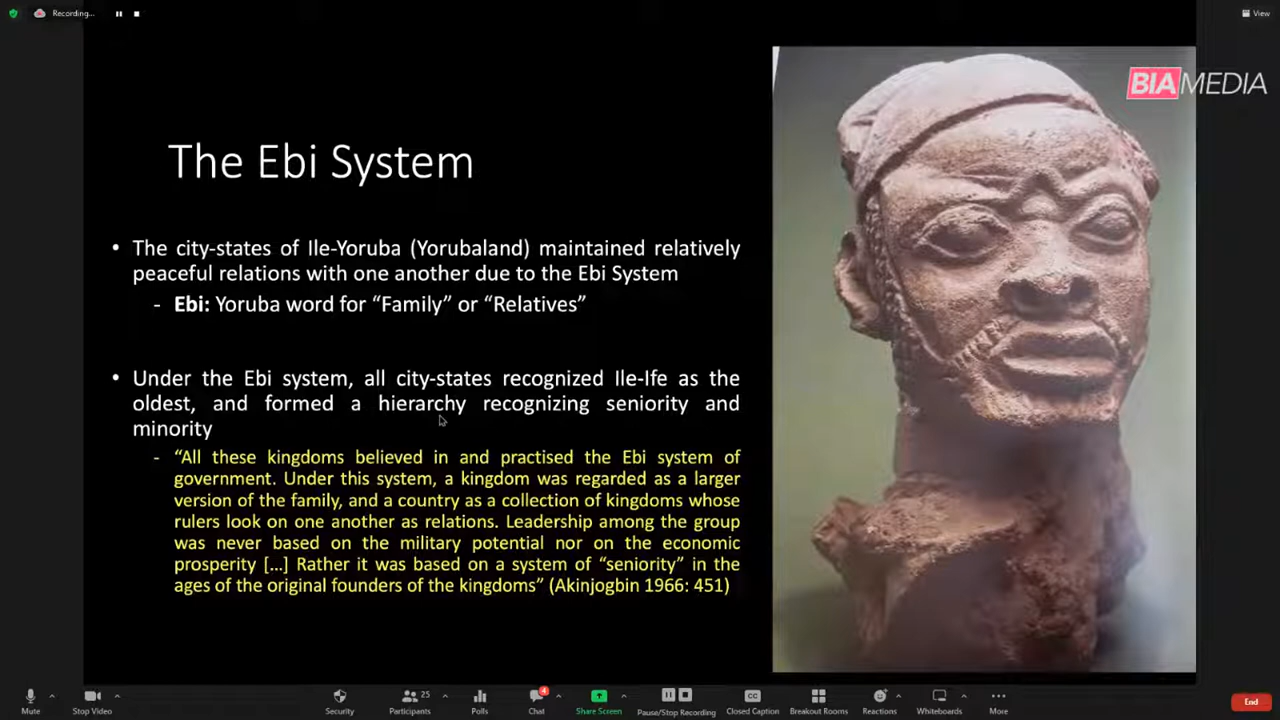 Recording...
View
BIAMEDIA
The Ebi System
• The city-states of Ile-Yoruba (Yorubaland) maintained relatively
peaceful relations with one another due to the Ebi System
- Ebi: Yoruba word for “Family” or “Relatives”
• Under the Ebi system, all city-states recognized Ile-Ife as the
oldest, and formed a hierarchy recognizing seniority and
minority
- “All these kingdoms believed in and practised the Ebi system of
government. Under this system, a kingdom was regarded as a larger
version of the family, and a country as a collection of kingdoms whose
rulers look on one another as relations. Leadership among the group
was never based on the military potential nor on the economic
prosperity [...] Rather it was based on a system of “seniority” in the
ages of the original founders of the kingdoms” (Akinjogbin 1966: 451)
Mute
Stop Video
Security
Participants 25
Polls
Chat 4
Share Screen
Pause/Stop Recording
Closed Caption
Breakout Rooms
Reactions
Whiteboards
More
End